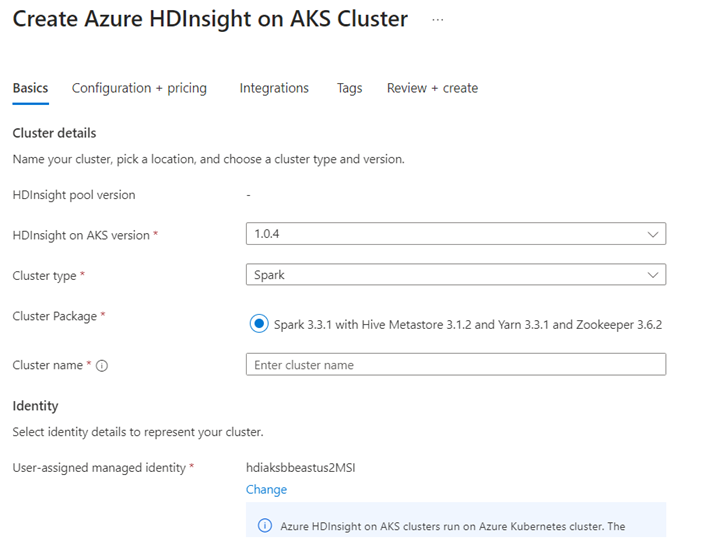 Create Azure HDInsight on AKS Cluster ...
Basics Configuration + pricing Integrations Tags Review + create
Cluster details
Name your cluster, pick a location, and choose a cluster type and version.
HDInsight pool version -
HDInsight on AKS version * 1.0.4
Cluster type * Spark
Cluster Package * Spark 3.3.1 with Hive Metastore 3.1.2 and Yarn 3.3.1 and Zookeeper 3.6.2
Cluster name * Enter cluster name
Identity
Select identity details to represent your cluster.
User-assigned managed identity * hdiaksbbeastus2MSI
Change
Azure HDInsight on AKS clusters run on Azure Kubernetes cluster. The